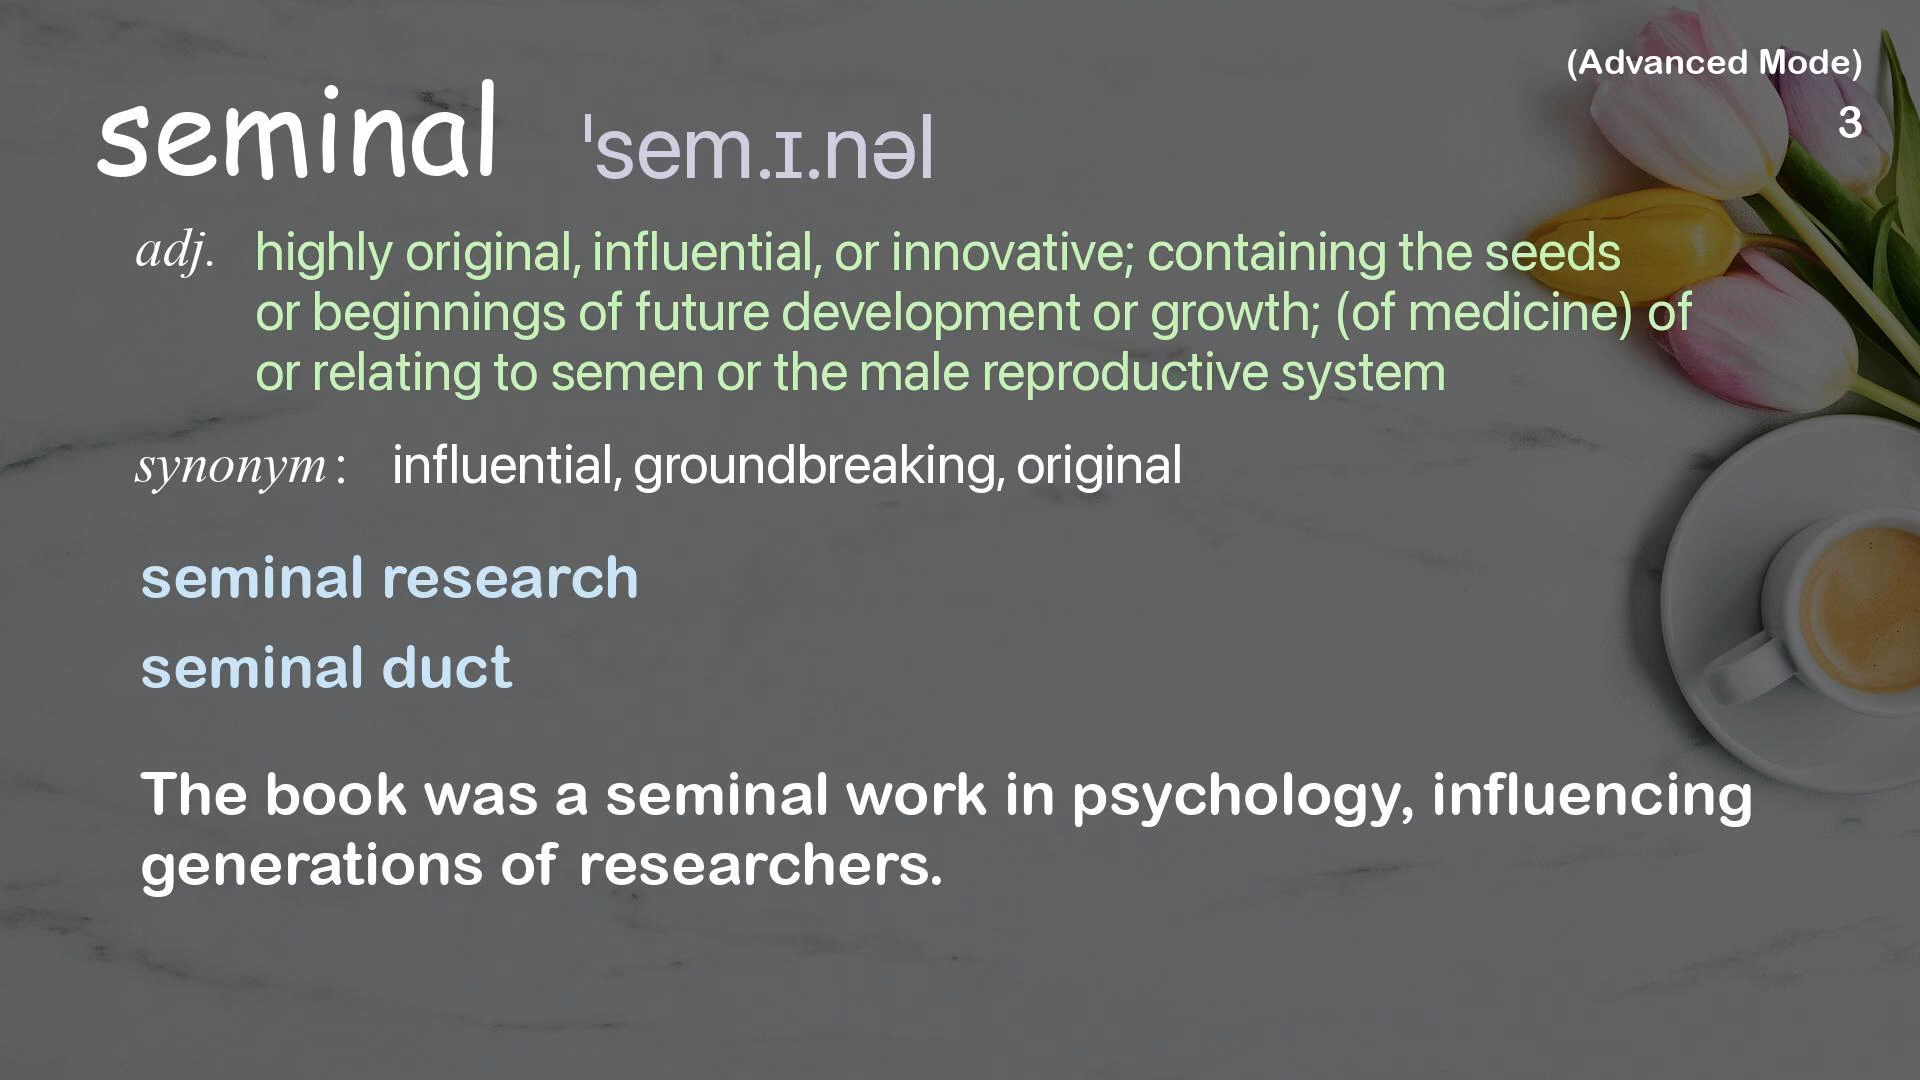 (Advanced Mode)
3
seminal ˈsem.ɪ.nəl
adj. highly original, influential, or innovative; containing the seeds
or beginnings of future development or growth; (of medicine) of
or relating to semen or the male reproductive system
synonym : influential, groundbreaking, original
seminal research
seminal duct
The book was a seminal work in psychology, influencing
generations of researchers.